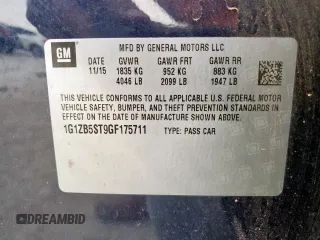 GM
MFD BY GENERAL MOTORS LLC
DATE GVWR GAWR FRT GAWR RR
11/15 1835 KG 952 KG 883 KG
4046 LB 2099 LB 1947 LB
THIS VEHICLE CONFORMS TO ALL APPLICABLE U.S. FEDERAL MOTOR
VEHICLE SAFETY, BUMPER, AND THEFT PREVENTION STANDARDS
IN EFFECT ON THE DATE OF MANUFACTURE SHOWN ABOVE.
1G1ZB5ST9GF175711 TYPE: PASS CAR
DREAMBID